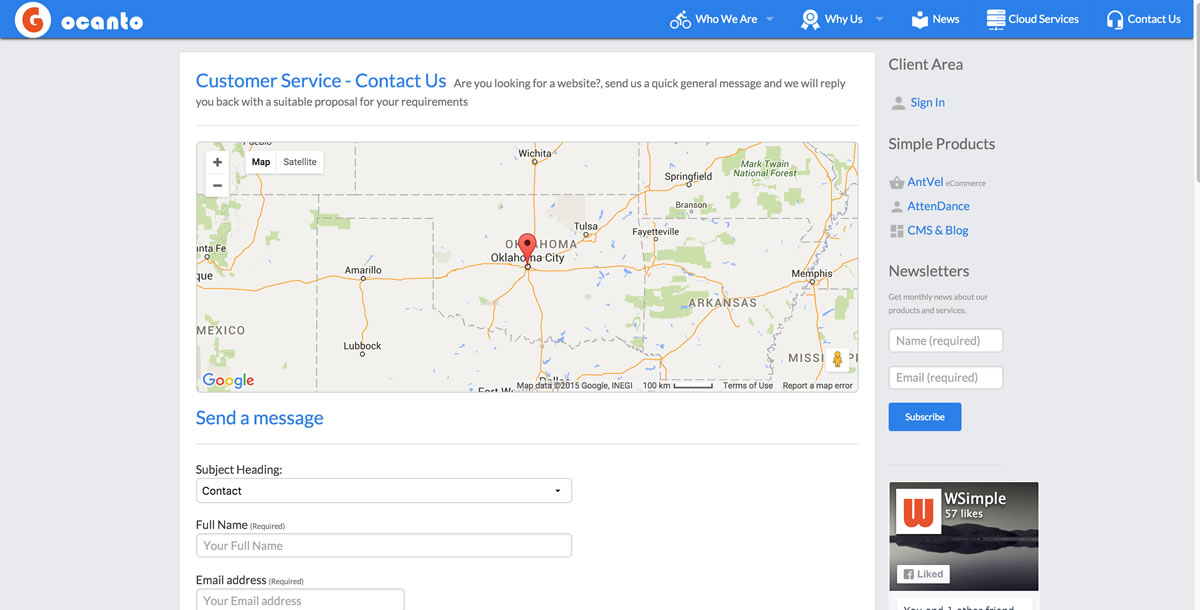 G ocanto
Who We Are
Why Us
News
Cloud Services
Contact Us
Customer Service - Contact Us Are you looking for a website?, send us a quick general message and we will reply
you back with a suitable proposal for your requirements
+
−
Map
Satellite
Wichita
Springfield
Mark Twain
National Forest
Branson
Tulsa
Fayetteville
OKLAHOMA
Oklahoma City
nta Fe
que
Amarillo
Memphis
ARKANSAS
MEXICO
Lubbock
MISSI
PI
Dallas
Fort Wo
Google
Map data ©2015 Google, INEGI
100 km
Terms of Use
Report a map error
Send a message
Subject Heading:
Contact
Full Name (Required)
Your Full Name
Email address (Required)
Your Email address
Client Area
Sign In
Simple Products
AntVel eCommerce
AttenDance
CMS & Blog
Newsletters
Get monthly news about our
products and services.
Name (required)
Email (required)
Subscribe
W
WSimple
57 likes
Liked
You and 1 other friend